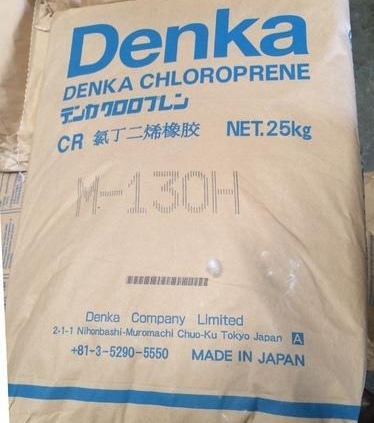 Denka
DENKA CHLOROPRENE
デンカクロロプレン
CR 氯丁二烯橡胶 NET.25kg
M-130H
Denka Company Limited
2-1-1 Nihonbashi-Muromachi Chuo-Ku Tokyo Japan A
+81-3-5290-5550 MADE IN JAPAN